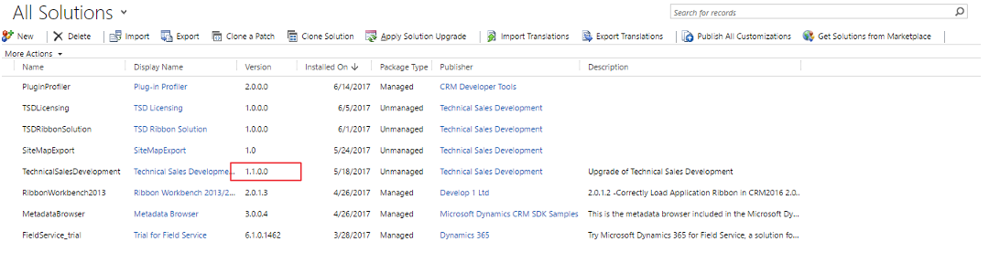 All Solutions
Search for records
New Delete Import Export Clone a Patch Clone Solution Apply Solution Upgrade Import Translations Export Translations Publish All Customizations Get Solutions from Marketplace
More Actions
Name Display Name Version Installed On Package Type Publisher Description
PluginProfiler Plug-in Profiler 2.0.0.0 6/14/2017 Managed CRM Developer Tools
TSDLicensing TSD Licensing 1.0.0.0 6/5/2017 Unmanaged Technical Sales Development
TSDRibbonSolution TSD Ribbon Solution 1.0.0.0 6/1/2017 Unmanaged Technical Sales Development
SiteMapExport SiteMapExport 1.0 5/24/2017 Unmanaged Technical Sales Development
TechnicalSalesDevelopment Technical Sales Developme... 1.1.0.0 5/18/2017 Unmanaged Technical Sales Development Upgrade of Technical Sales Development
RibbonWorkbench2013 Ribbon Workbench 2013/2... 2.0.1.3 4/26/2017 Managed Develop 1 Ltd 2.0.1.2 -Correctly Load Application Ribbon in CRM2016 2.0...
MetadataBrowser Metadata Browser 3.0.0.4 4/26/2017 Managed Microsoft Dynamics CRM SDK Samples This is the metadata browser included in the Microsoft Dy...
FieldService_trial Trial for Field Service 6.1.0.1462 3/28/2017 Managed Dynamics 365 Try Microsoft Dynamics 365 for Field Service, a solution fo...